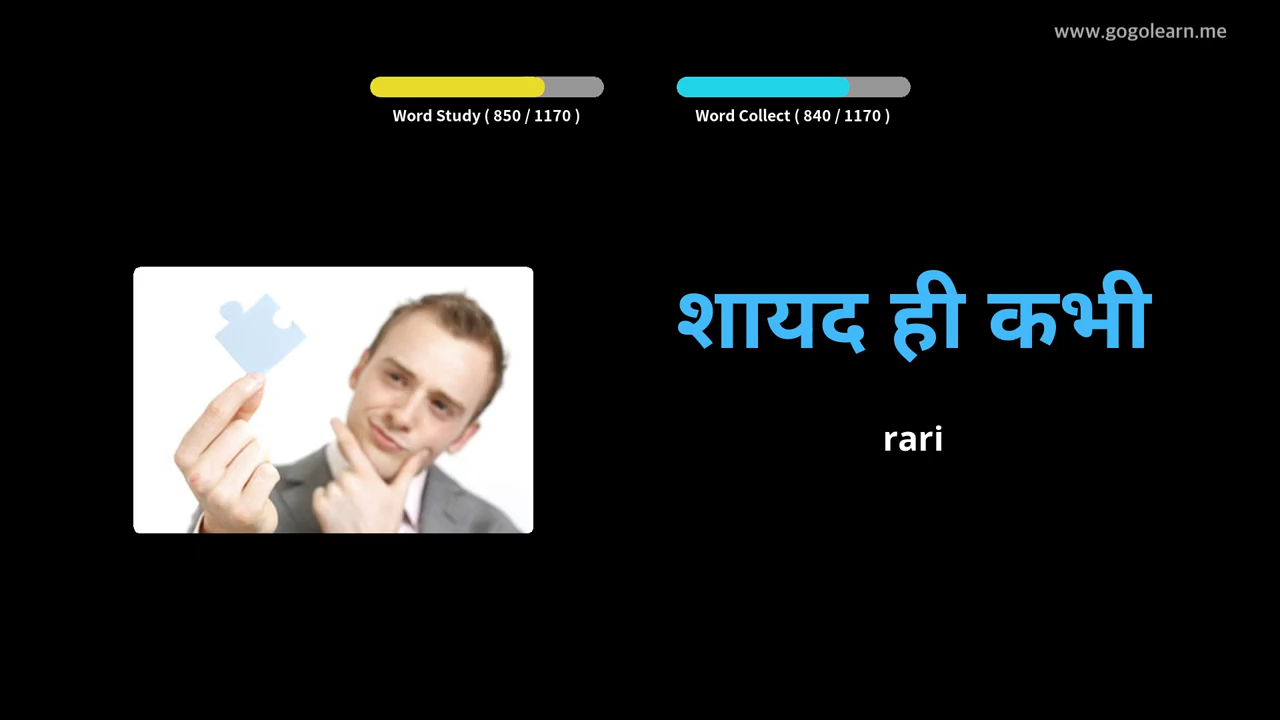 www.gogolearn.me
Word Study ( 850 / 1170 )
Word Collect ( 840 / 1170 )
शायद ही कभी
rari